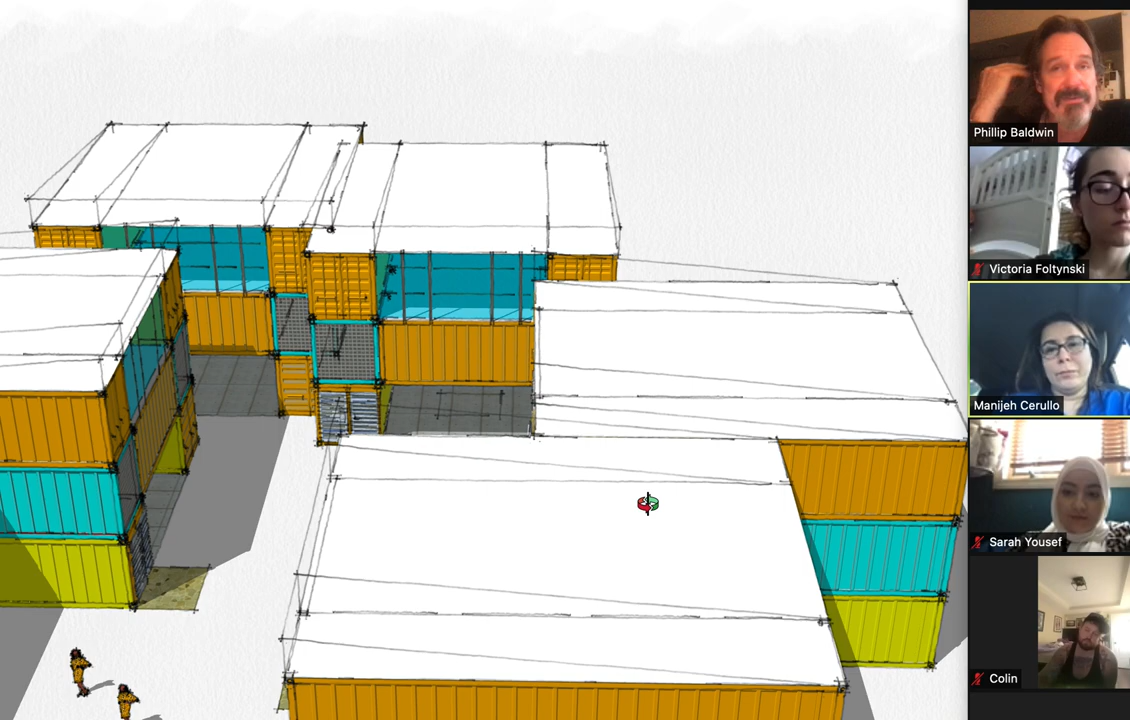 Phillip Baldwin
Victoria Foltynski
Manijeh Cerullo
Sarah Yousef
Colin